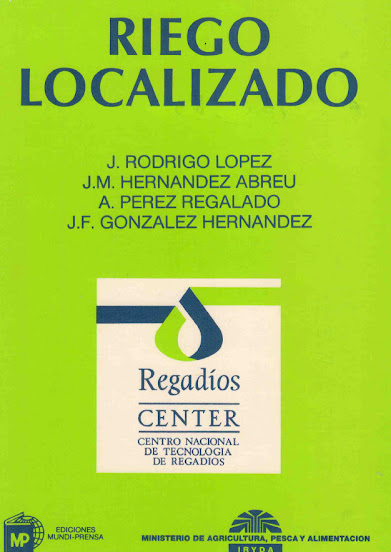 RIEGO
LOCALIZADO
J. RODRIGO LOPEZ
J.M. HERNANDEZ ABREU
A. PEREZ REGALADO
J.F. GONZALEZ HERNANDEZ
Regadíos
CENTER
CENTRO NACIONAL
DE TECNOLOGIA
DE REGADIOS
MP
EDICIONES
MUNDI-PRENSA
MINISTERIO DE AGRICULTURA, PESCA Y ALIMENTACION
IRYDA